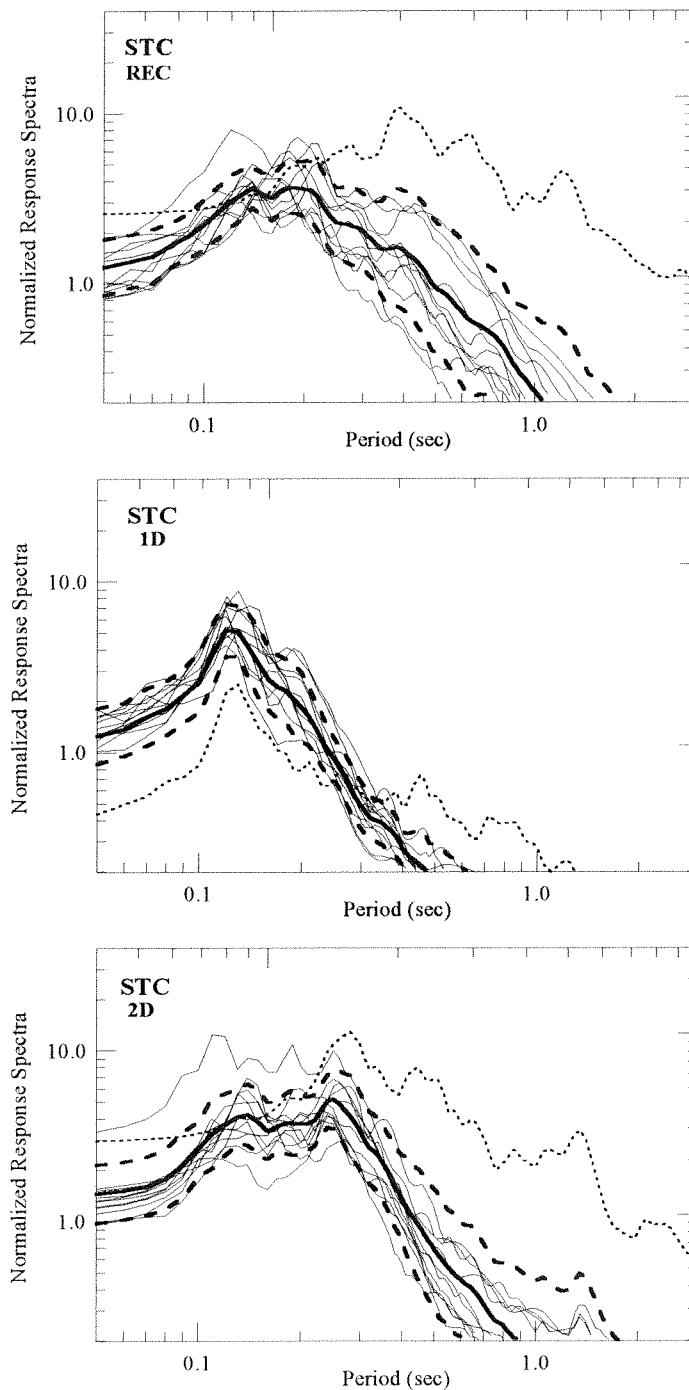 STC
REC
10.0
1.0
Normalized Response Spectra
0.1
1.0
Period (sec)
STC
1D
10.0
1.0
Normalized Response Spectra
0.1
1.0
Period (sec)
STC
2D
10.0
1.0
Normalized Response Spectra
0.1
1.0
Period (sec)